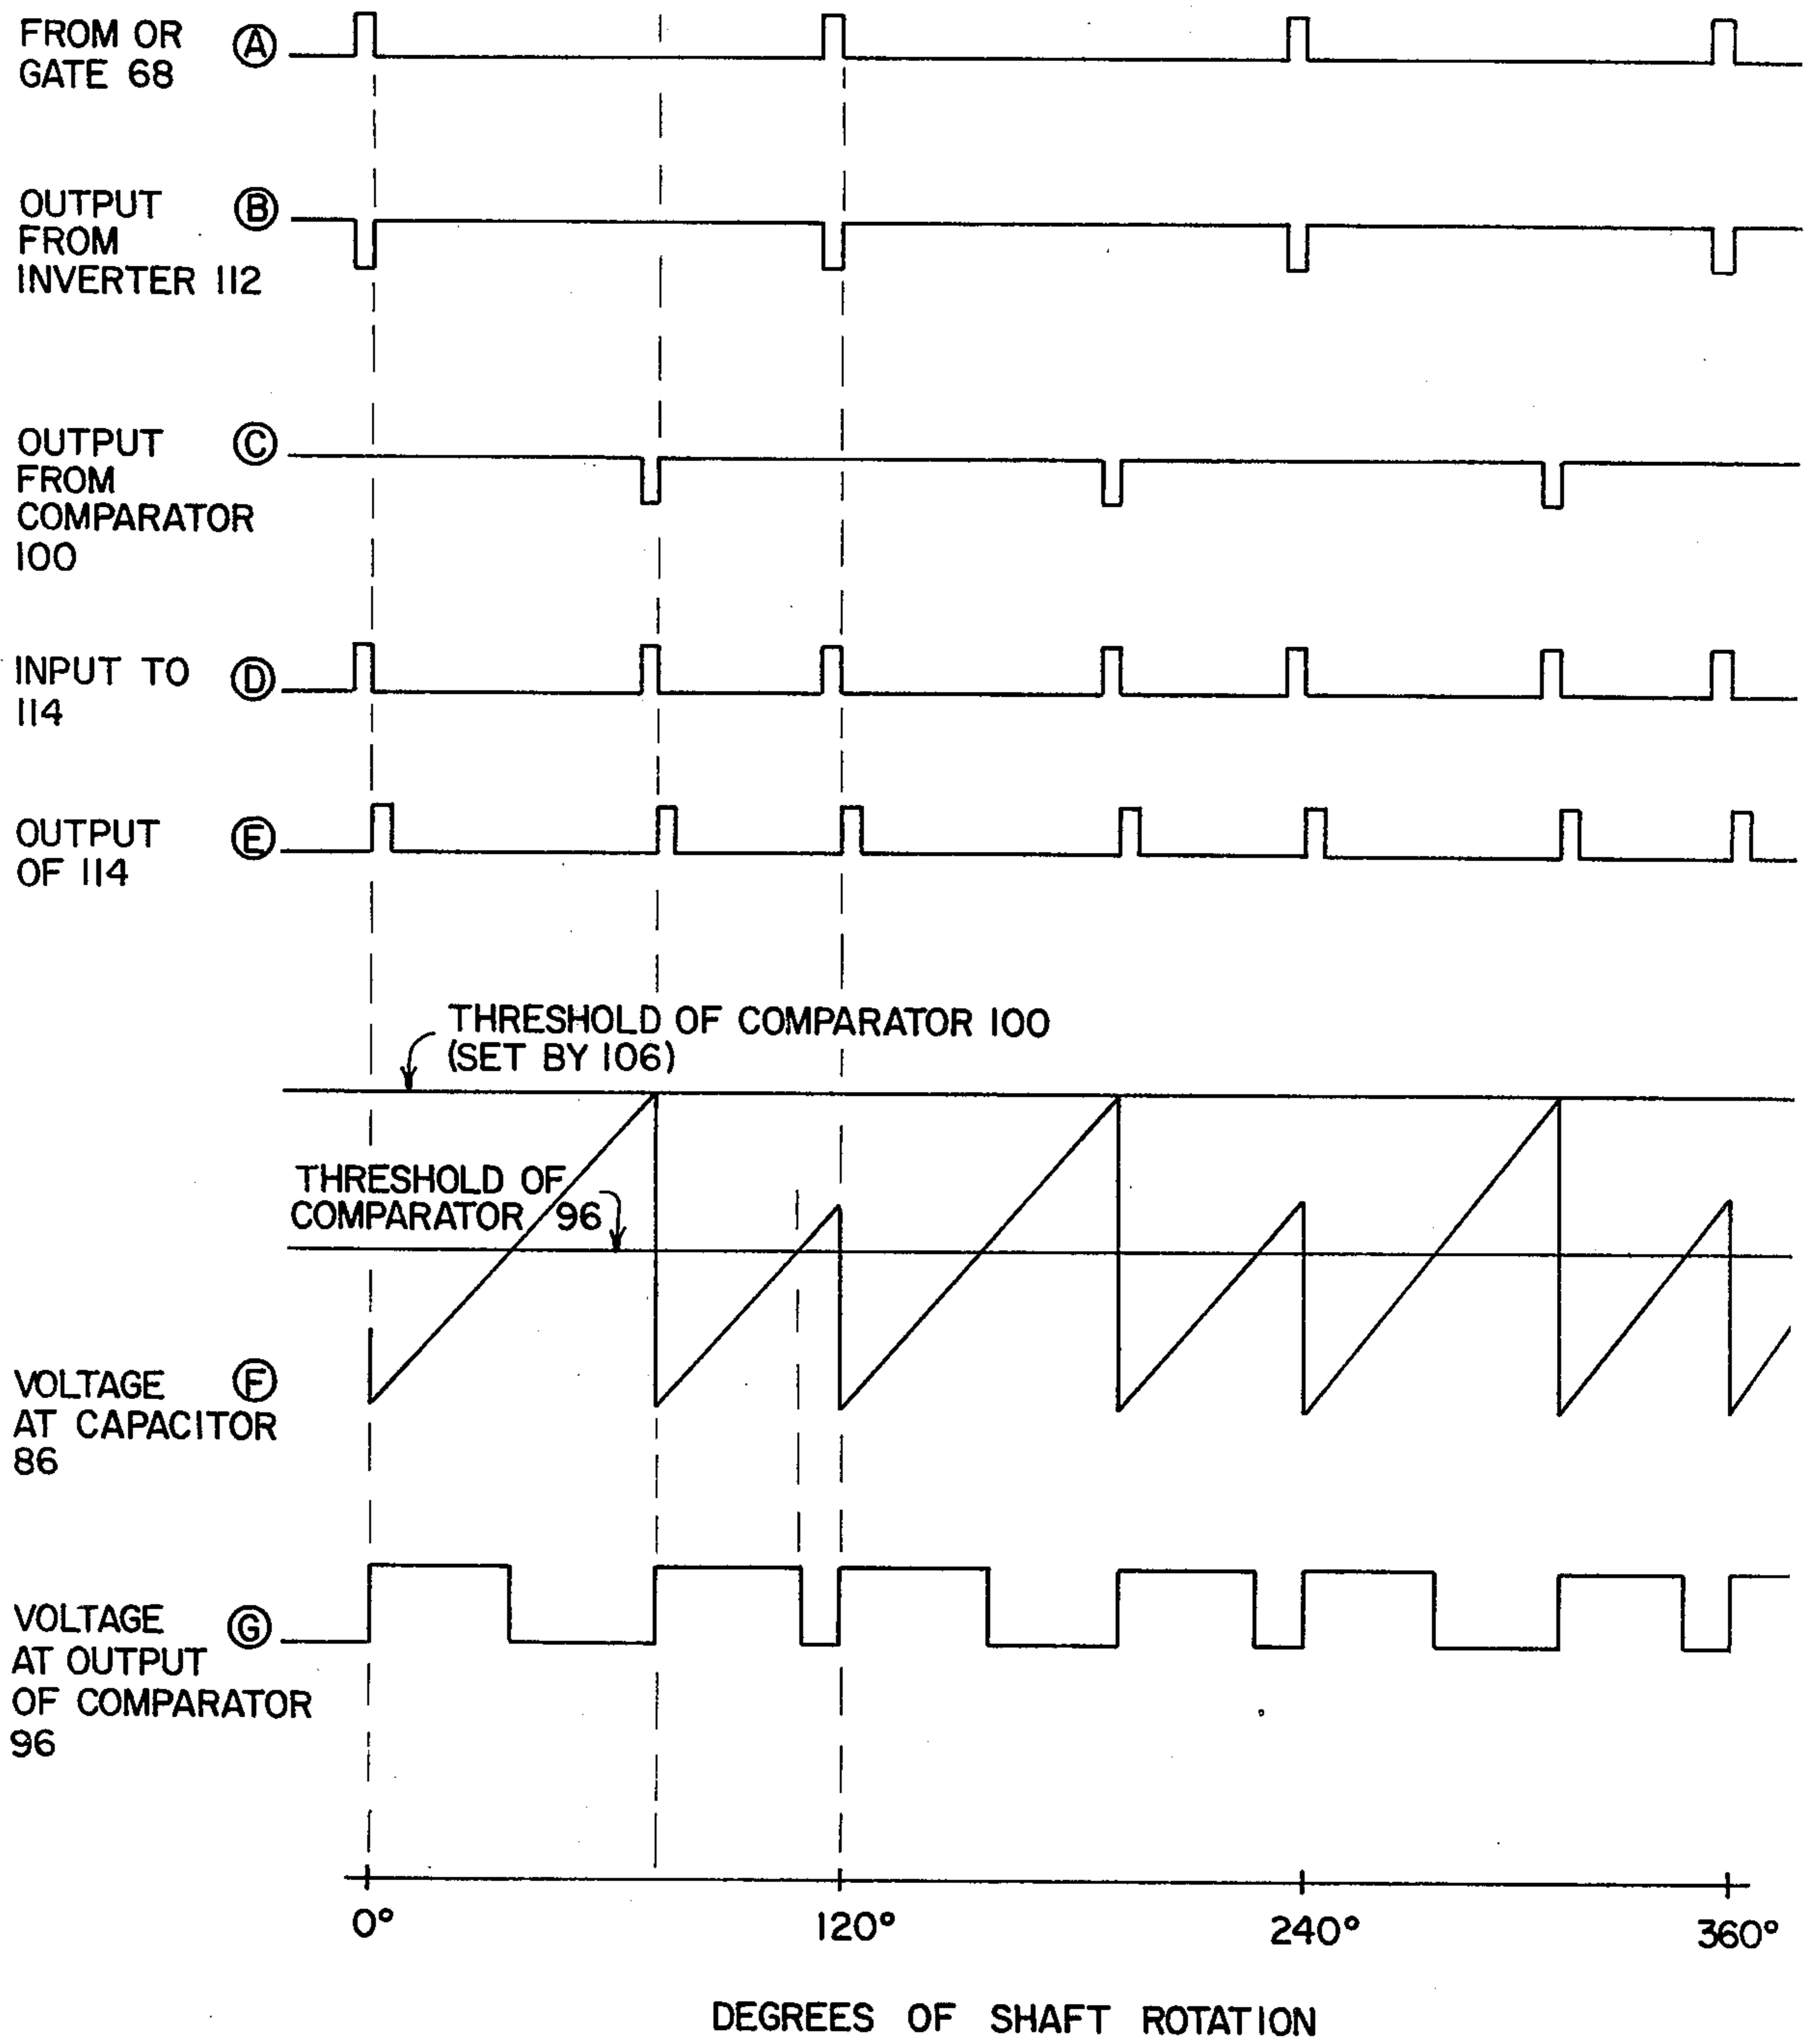 FROM OR
GATE 68
Ⓐ
OUTPUT
FROM
INVERTER 112
Ⓑ
OUTPUT
FROM
COMPARATOR
100
Ⓒ
INPUT TO
114
Ⓓ
OUTPUT
OF 114
Ⓔ
THRESHOLD OF COMPARATOR 100
(SET BY 106)
THRESHOLD OF
COMPARATOR 96
VOLTAGE
AT CAPACITOR
86
Ⓕ
VOLTAGE
AT OUTPUT
OF COMPARATOR
96
Ⓖ
0° 120° 240° 360°
DEGREES OF SHAFT ROTATION